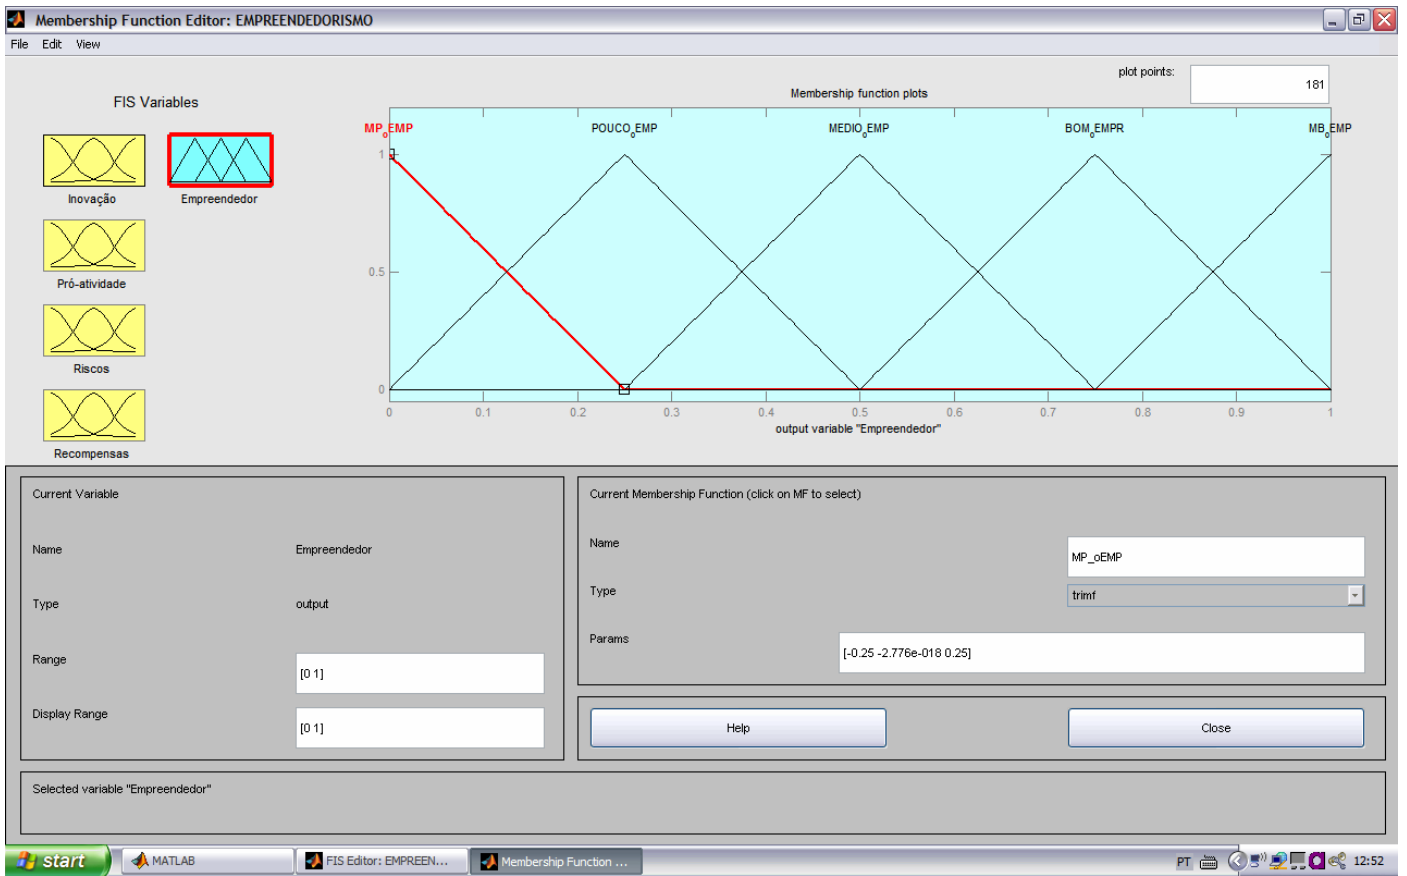 Membership Function Editor: EMPREENDEDORISMO
File Edit View
plot points:
181
FIS Variables
Membership function plots
MP_oEMP
POUCO_oEMP
MEDIO_oEMP
BOM_oEMPR
MB_oEMP
Inovação
Empreendedor
Pró-atividade
Riscos
Recompensas
1
0.5
0
0 0.1 0.2 0.3 0.4 0.5 0.6 0.7 0.8 0.9 1
output variable "Empreendedor"
Current Variable
Name Empreendedor
Type output
Range [0 1]
Display Range [0 1]
Current Membership Function (click on MF to select)
Name MP_oEMP
Type trimf
Params [-0.25 -2.776e-018 0.25]
Help Close
Selected variable "Empreendedor"
start MATLAB FIS Editor: EMPREEN... Membership Function ... PT 12:52